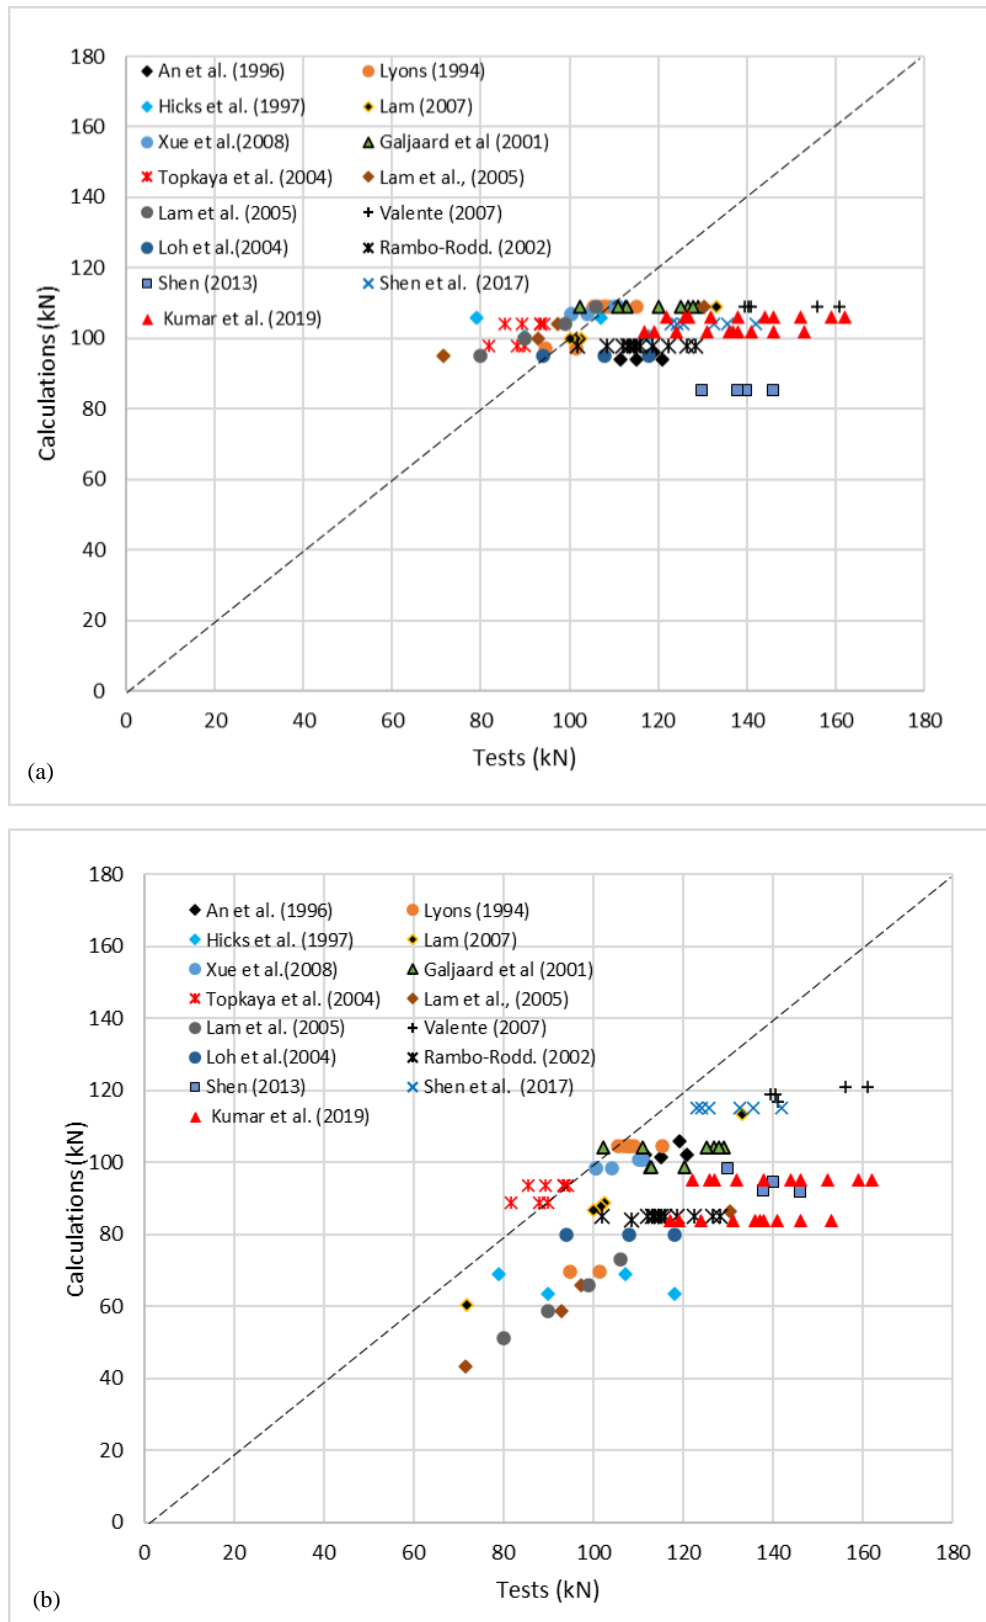 180
An et al. (1996) Lyons (1994)
160
Hicks et al. (1997) Lam (2007)
Xue et al.(2008) Galjaard et al (2001)
140
Topkaya et al. (2004) Lam et al., (2005)
Lam et al. (2005) Valente (2007)
120
Loh et al.(2004) Rambo-Rodd. (2002)
Shen (2013) Shen et al. (2017)
Kumar et al. (2019)
100
80
60
40
20
0
Calculations (kN)
0 20 40 60 80 100 120 140 160 180
Tests (kN)
(a)
180
An et al. (1996) Lyons (1994)
160
Hicks et al. (1997) Lam (2007)
Xue et al.(2008) Galjaard et al (2001)
Topkaya et al. (2004) Lam et al., (2005)
140
Lam et al. (2005) Valente (2007)
Loh et al.(2004) Rambo-Rodd. (2002)
120
Shen (2013) Shen et al. (2017)
Kumar et al. (2019)
100
80
60
40
20
0
Calculations (kN)
0 20 40 60 80 100 120 140 160 180
Tests (kN)
(b)